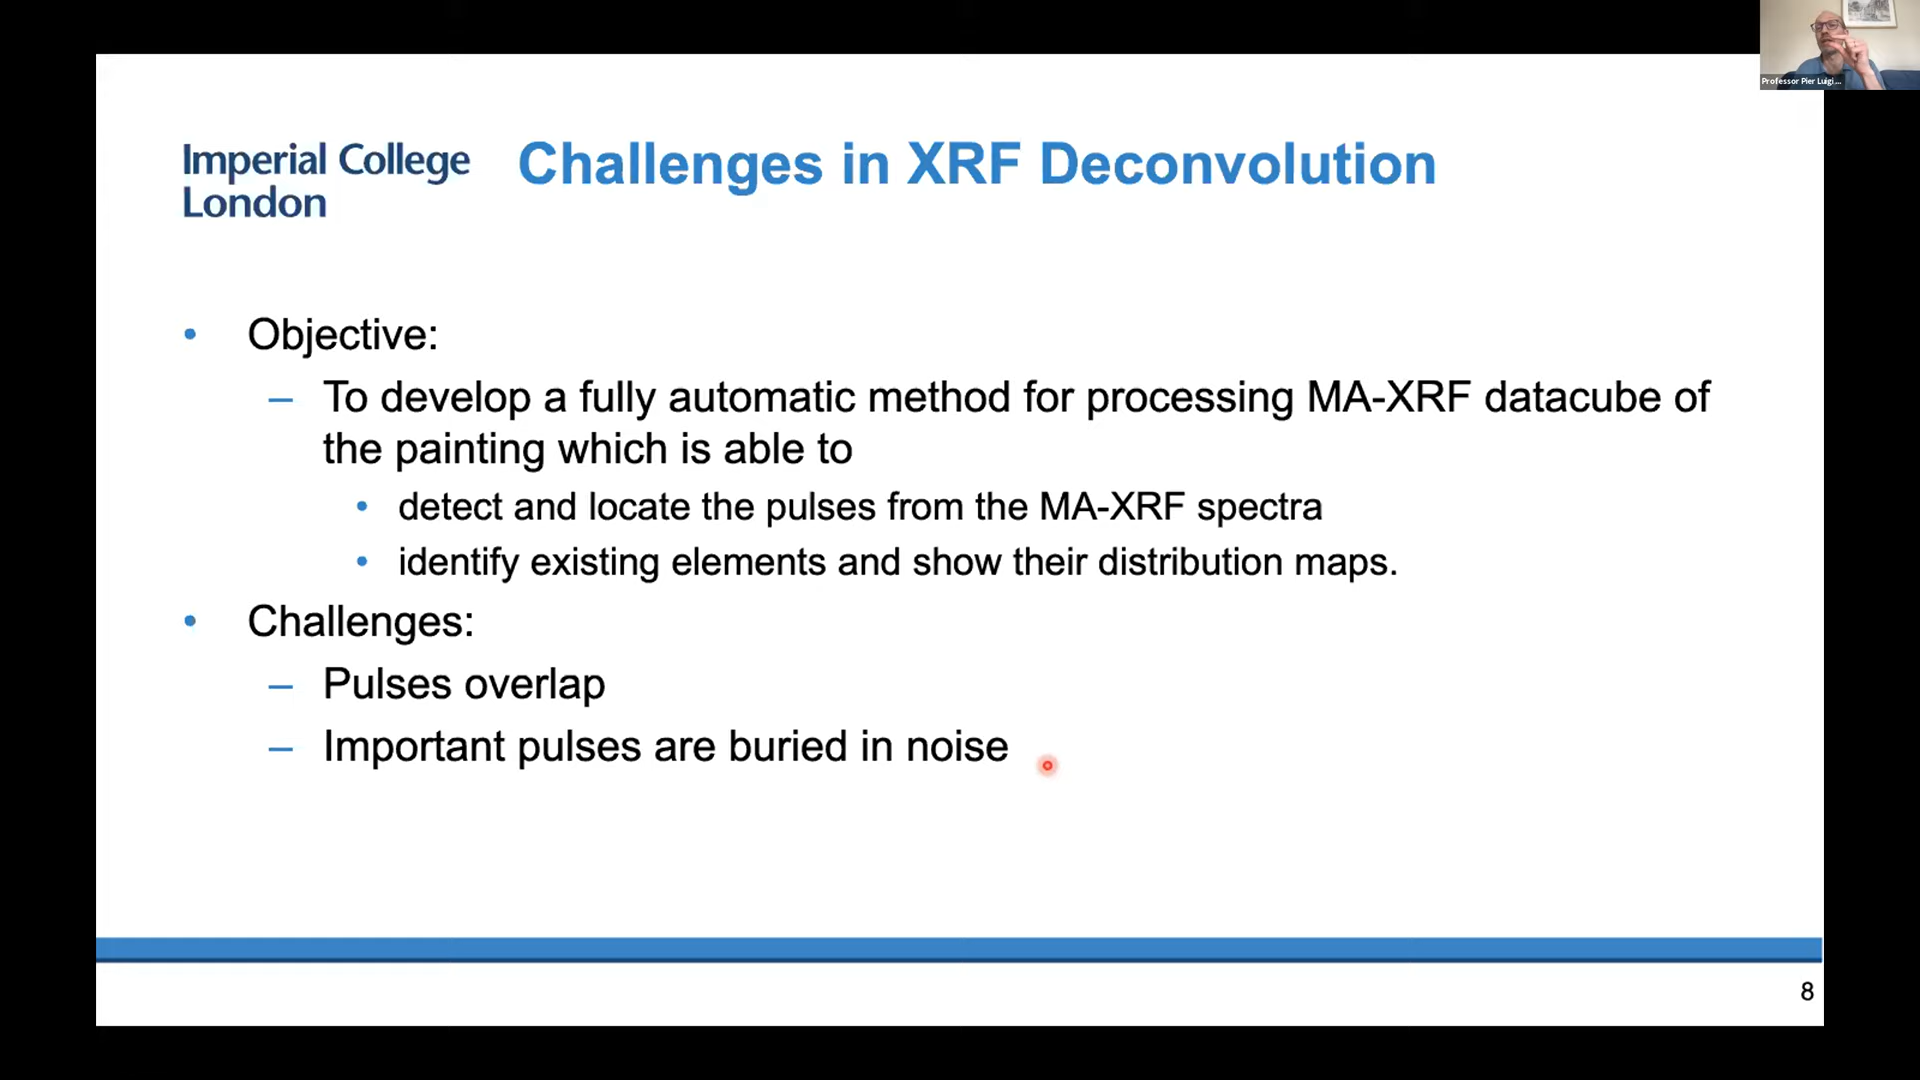 Professor Pier Luigi ...
Imperial College
London
Challenges in XRF Deconvolution
• Objective:
– To develop a fully automatic method for processing MA-XRF datacube of
the painting which is able to
• detect and locate the pulses from the MA-XRF spectra
• identify existing elements and show their distribution maps.
• Challenges:
– Pulses overlap
– Important pulses are buried in noise
8